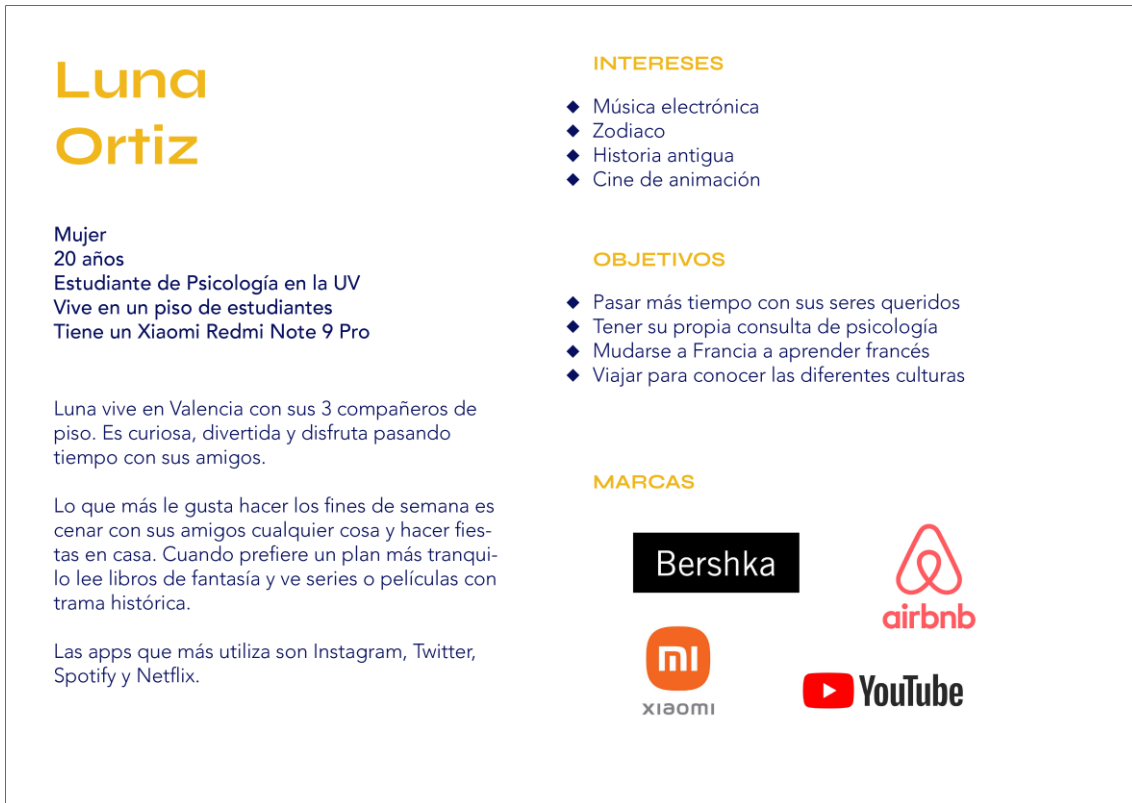 Luna
Ortiz
Mujer
20 años
Estudiante de Psicología en la UV
Vive en un piso de estudiantes
Tiene un Xiaomi Redmi Note 9 Pro
Luna vive en Valencia con sus 3 compañeros de
piso. Es curiosa, divertida y disfruta pasando
tiempo con sus amigos.
Lo que más le gusta hacer los fines de semana es
cenar con sus amigos cualquier cosa y hacer fies-
tas en casa. Cuando prefiere un plan más tranqui-
lo lee libros de fantasía y ve series o películas con
trama histórica.
Las apps que más utiliza son Instagram, Twitter,
Spotify y Netflix.
INTERESES
◆ Música electrónica
◆ Zodiaco
◆ Historia antigua
◆ Cine de animación
OBJETIVOS
◆ Pasar más tiempo con sus seres queridos
◆ Tener su propia consulta de psicología
◆ Mudarse a Francia a aprender francés
◆ Viajar para conocer las diferentes culturas
MARCAS
Bershka
airbnb
mi
xiaomi
YouTube